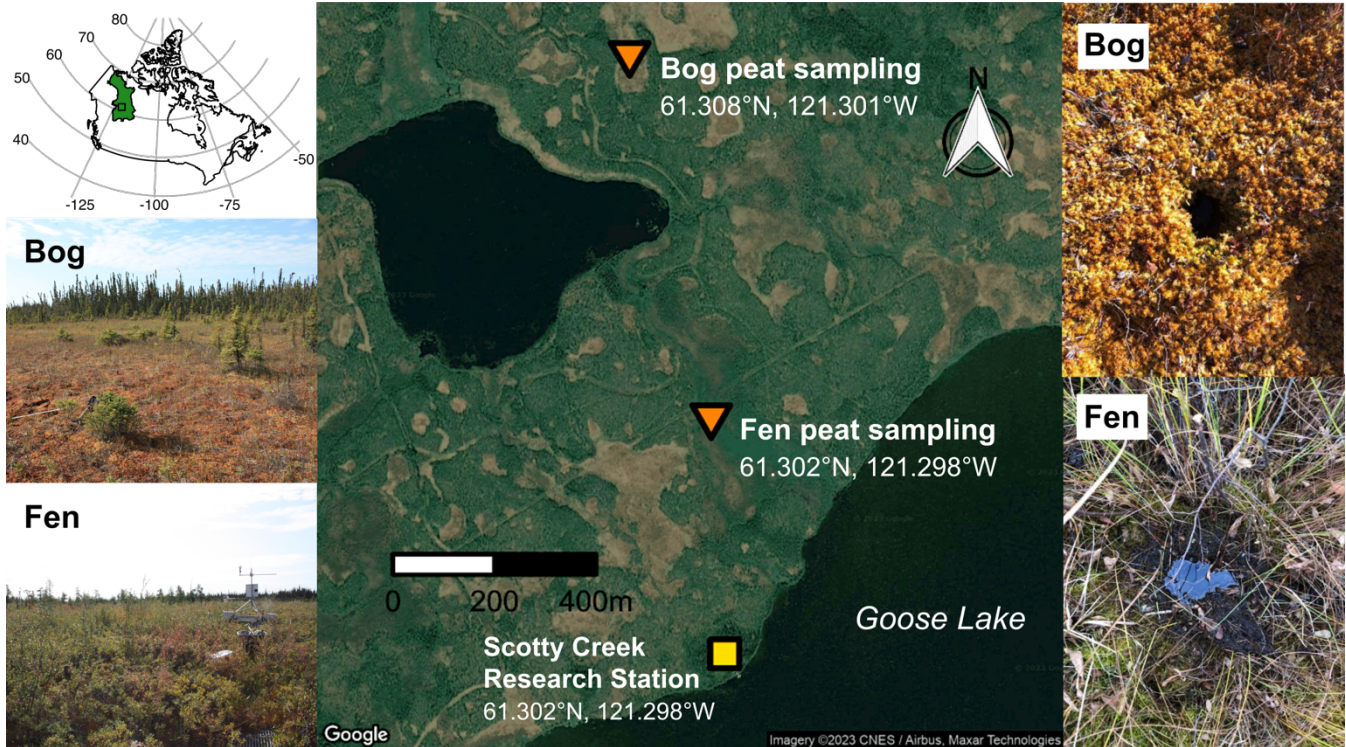 80
70
60
50
40
-50
-125
-100
-75
Bog
Fen
Bog peat sampling
61.308°N, 121.301°W
N
Fen peat sampling
61.302°N, 121.298°W
0 200 400m
Goose Lake
Scotty Creek
Research Station
61.302°N, 121.298°W
Google
Imagery ©2023 CNES / Airbus, Maxar Technologies
Bog
Fen